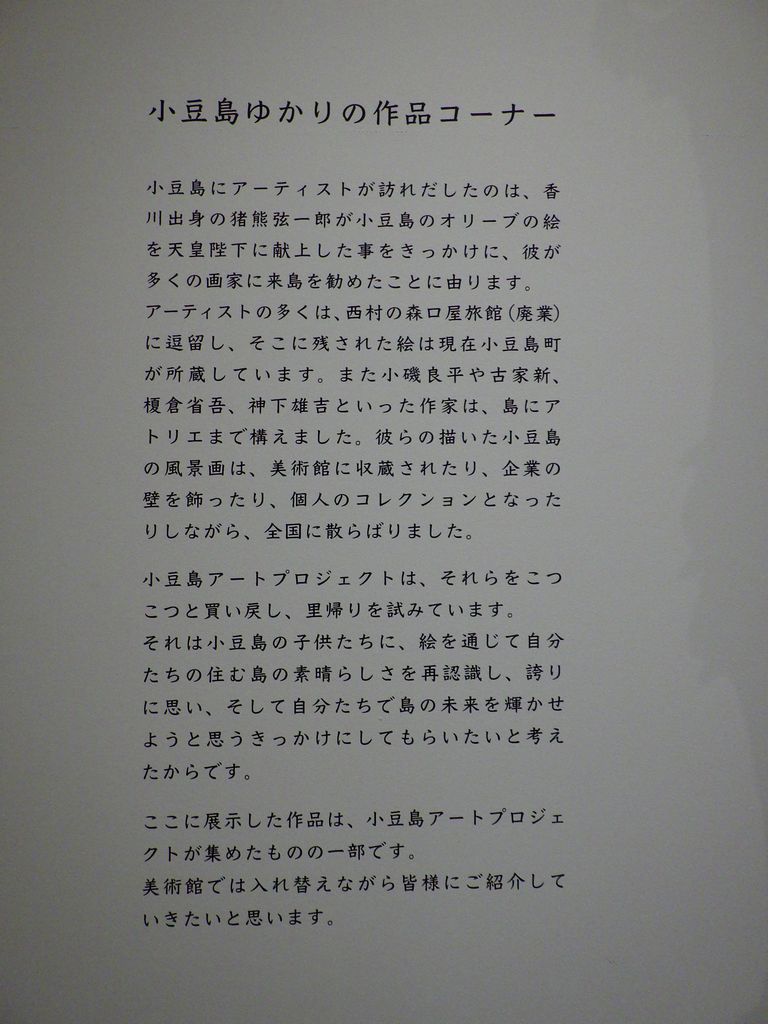 小豆島ゆかりの作品コーナー
小豆島にアーティストが訪れだしたのは、香
川出身の猪熊弦一郎が小豆島のオリーブの絵
を天皇陛下に献上した事をきっかけに、彼が
多くの画家に来島を勧めたことに由ります。
アーティストの多くは、西村の森口屋旅館(廃業)
に逗留し、そこに残された絵は現在小豆島町
が所蔵しています。また小磯良平や古家新、
榎倉省吾、神下雄吉といった作家は、島にア
トリエまで構えました。彼らの描いた小豆島
の風景画は、美術館に収蔵されたり、企業の
壁を飾ったり、個人のコレクションとなった
りしながら、全国に散らばりました。
小豆島アートプロジェクトは、それらをこつ
こつと買い戻し、里帰りを試みています。
それは小豆島の子供たちに、絵を通じて自分
たちの住む島の素晴らしさを再認識し、誇り
に思い、そして自分たちで島の未来を輝かせ
ようと思うきっかけにしてもらいたいと考え
たからです。
ここに展示した作品は、小豆島アートプロジェ
クトが集めたものの一部です。
美術館では入れ替えながら皆様にご紹介して
いきたいと思います。